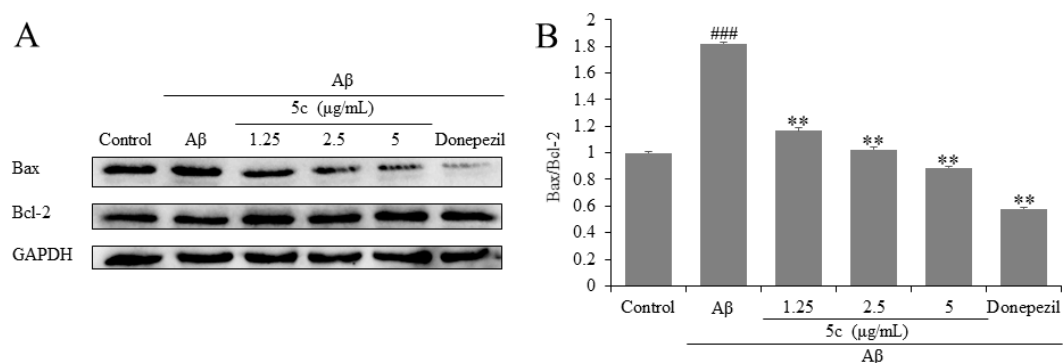 A
Aβ
5c (μg/mL)
Control Aβ 1.25 2.5 5 Donepezil
Bax
Bcl-2
GAPDH
B
Bax/Bcl-2
2
1.8
1.6
1.4
1.2
1
0.8
0.6
0.4
0.2
0
###
**
**
**
**
Control Aβ 1.25 2.5 5 Donepezil
5c (μg/mL)
Aβ